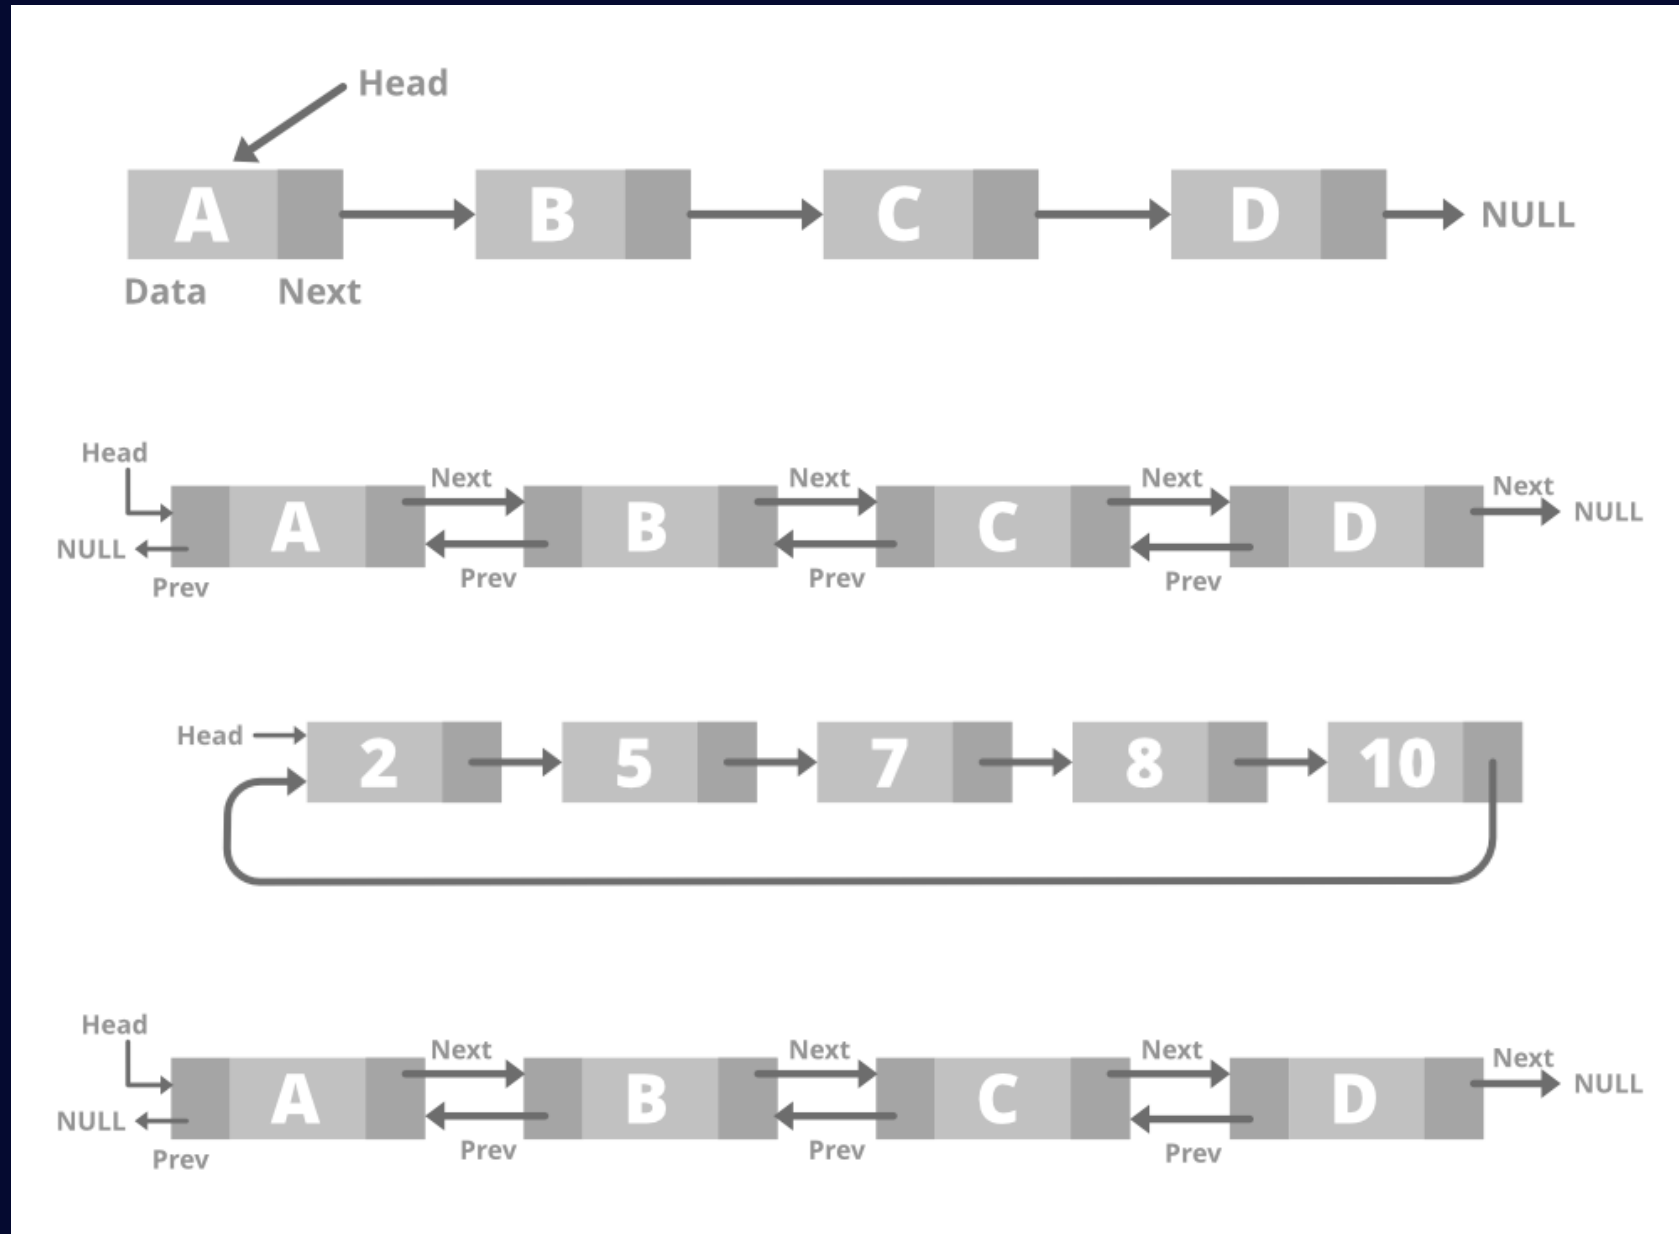 Head
A B C D NULL
Data Next
Head
Next Next Next Next
A B C D NULL
NULL
Prev Prev Prev Prev
Head 2 5 7 8 10
Head
Next Next Next Next
A B C D NULL
NULL
Prev Prev Prev Prev